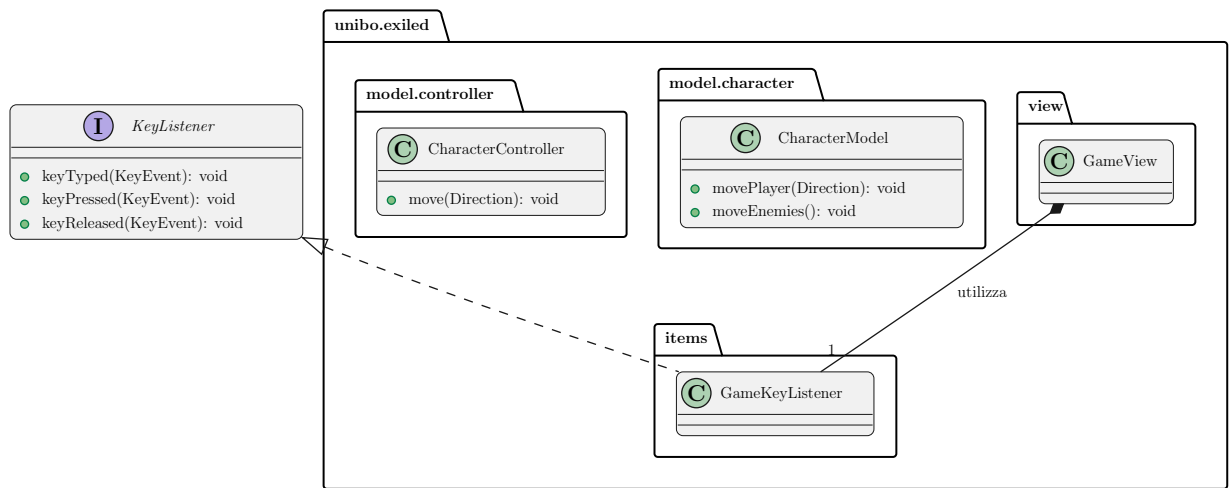 unibo.exiled
model.controller
C CharacterController
move(Direction): void
model.character
C CharacterModel
movePlayer(Direction): void
moveEnemies(): void
view
C GameView
I KeyListener
keyTyped(KeyEvent): void
keyPressed(KeyEvent): void
keyReleased(KeyEvent): void
utilizza
1
items
C GameKeyListener